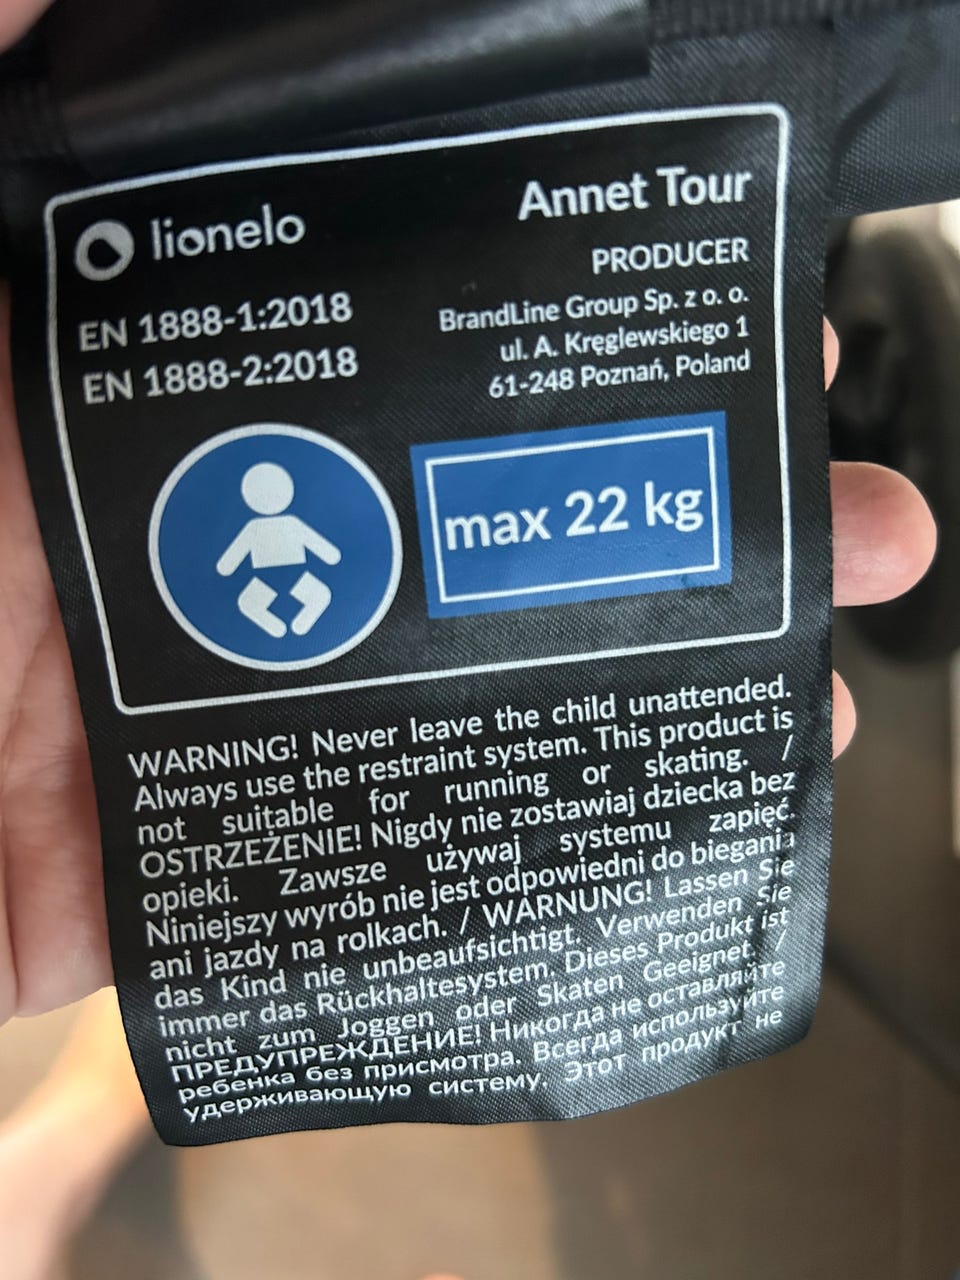 lionelo
Annet Tour
EN 1888-1:2018
EN 1888-2:2018
PRODUCER
BrandLine Group Sp. z o. o.
ul. A. Kręglewskiego 1
61-248 Poznań, Poland
max 22 kg
WARNING! Never leave the child unattended.
Always use the restraint system. This product is
not suitable for running or skating. /
OSTRZEŻENIE! Nigdy nie zostawiaj dziecka bez
opieki. Zawsze używaj systemu zapięć.
Niniejszy wyrób nie jest odpowiedni do biegania
ani jazdy na rolkach. / WARNUNG! Lassen Sie
das Kind nie unbeaufsichtigt. Verwenden Sie
immer das Rückhaltesystem. Dieses Produkt ist
nicht zum Joggen oder Skaten Geeignet. /
ПРЕДУПРЕЖДЕНИЕ! Никогда не оставляйте
ребенка без присмотра. Всегда используйте
удерживающую систему. Этот продукт не